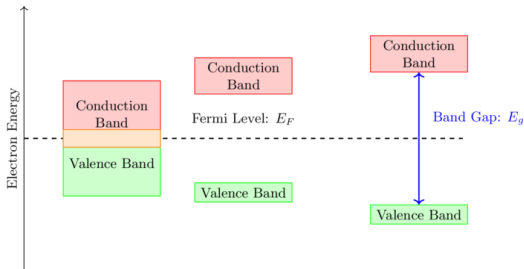 Electron Energy
Conduction
Band
Valence Band
Conduction
Band
Fermi Level: E_F
Valence Band
Conduction
Band
Band Gap: E_g
Valence Band